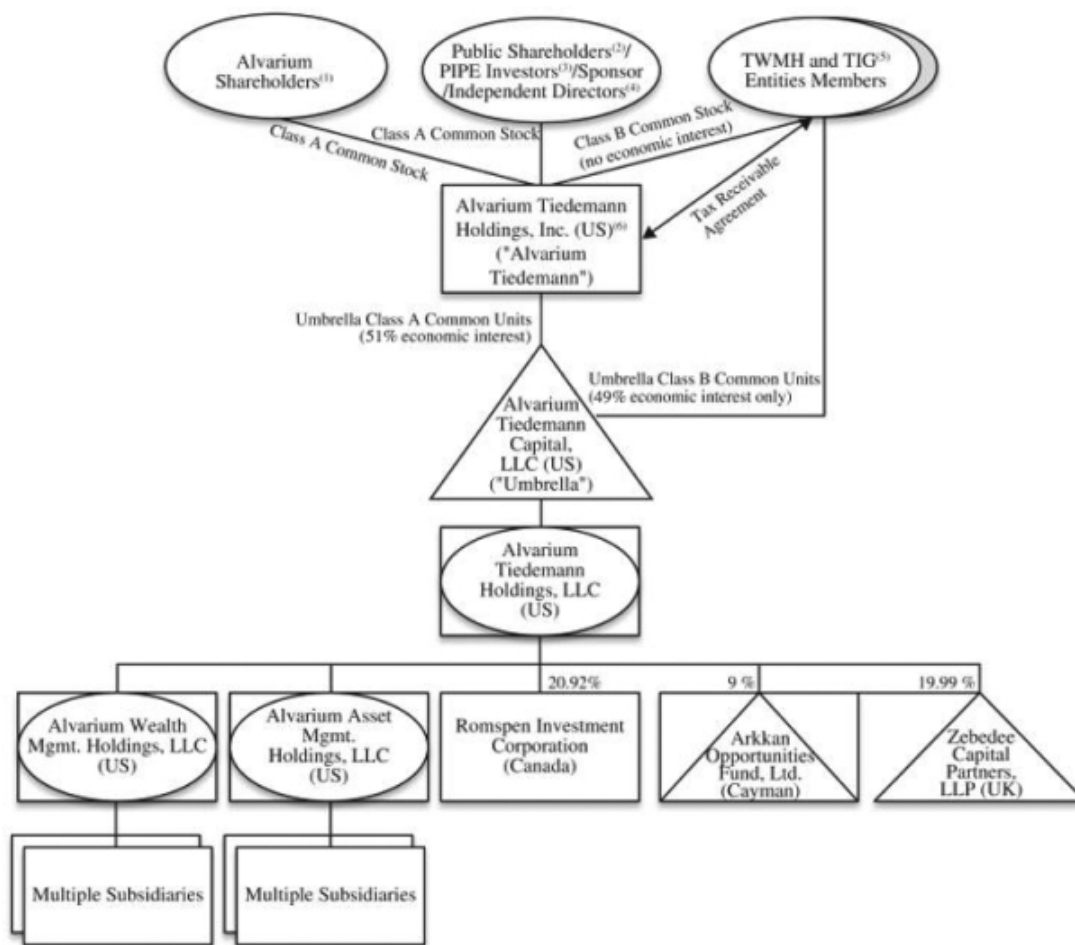 Alvarium
Shareholders(1)
Public Shareholders(2)/
PIPE Investors(3)/Sponsor
/Independent Directors(4)
TWMH and TIG(5)
Entities Members
Class A Common Stock
Class A Common Stock
Class B Common Stock
(no economic interest)
Tax Receivable
Agreement
Alvarium Tiedemann
Holdings, Inc. (US)(6)
("Alvarium
Tiedemann")
Umbrella Class A Common Units
(51% economic interest)
Umbrella Class B Common Units
(49% economic interest only)
Alvarium
Tiedemann
Capital,
LLC (US)
("Umbrella")
Alvarium
Tiedemann
Holdings, LLC
(US)
20.92%
9 %
19.99 %
Alvarium Wealth
Mgmt. Holdings, LLC
(US)
Alvarium Asset
Mgmt.
Holdings, LLC
(US)
Romspen Investment
Corporation
(Canada)
Arkkan
Opportunities
Fund, Ltd.
(Cayman)
Zebedee
Capital
Partners,
LLP (UK)
Multiple Subsidiaries
Multiple Subsidiaries